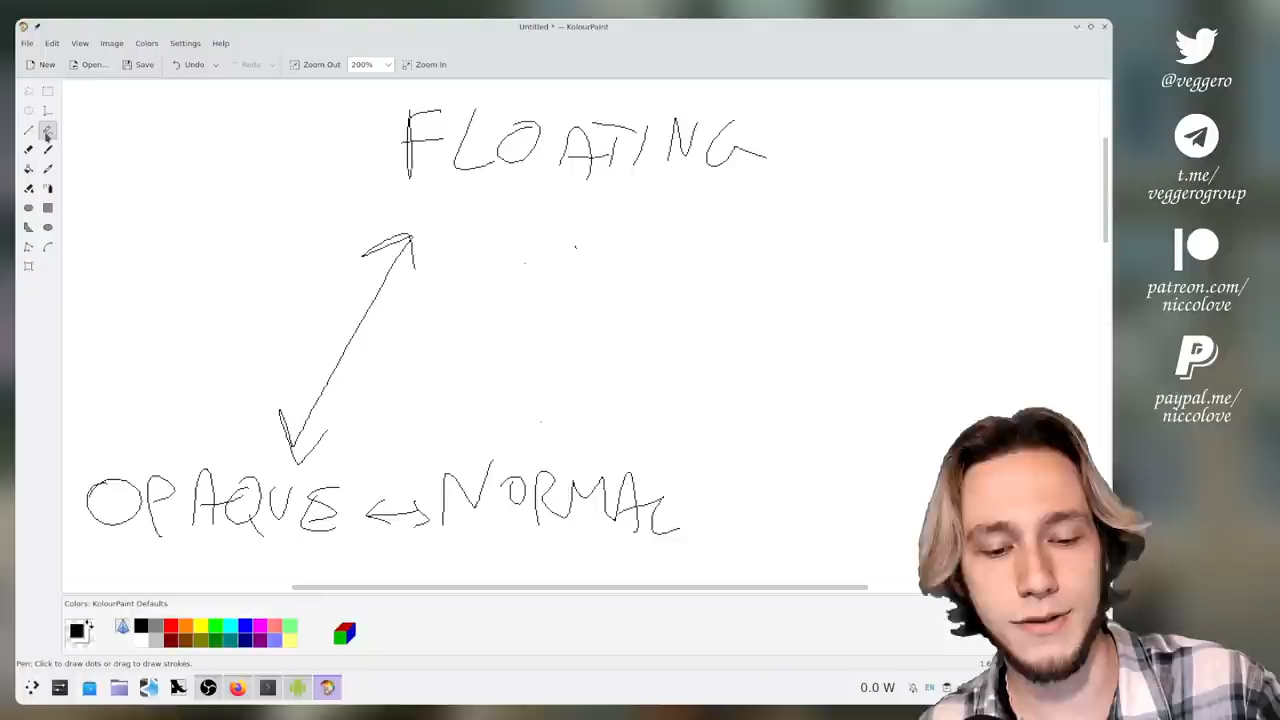 Untitled * — KolourPaint
File Edit View Image Colors Settings Help
New Open... Save Undo Redo Zoom Out 200% Zoom In
FLOATING
OPAQUE NORMAL
Colors: KolourPaint Defaults
Pen: Click to draw dots or drag to draw strokes.
0.0 W EN
@veggero
t.me/
veggerogroup
patreon.com/
niccolove
paypal.me/
niccolove